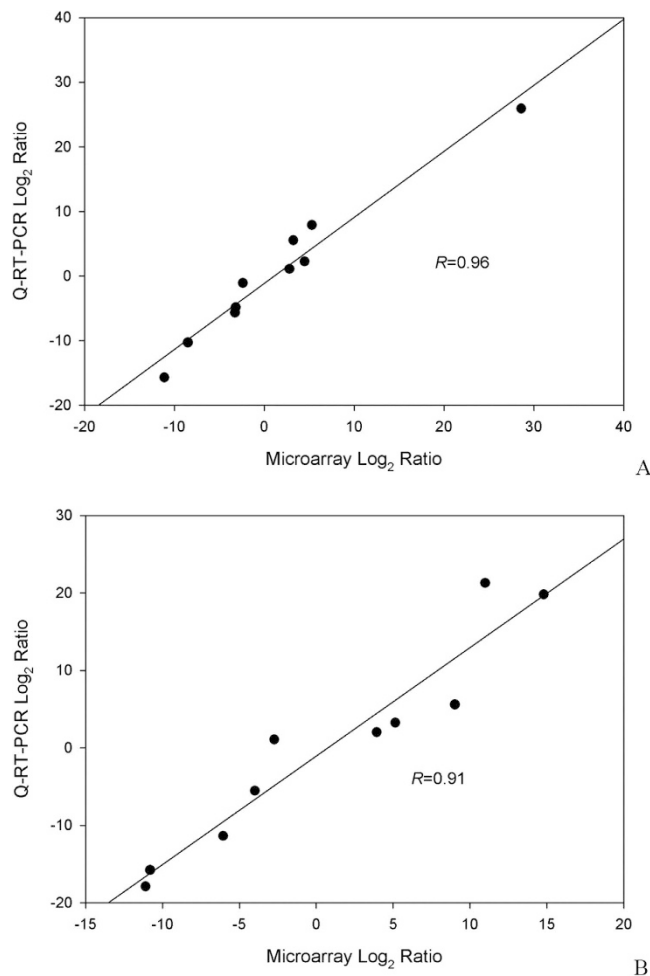 40
30
20
10
0
-10
-20
-20 -10 0 10 20 30 40
Q-RT-PCR Log2 Ratio
R=0.96
Microarray Log2 Ratio
A
30
20
10
0
-10
-20
-15 -10 -5 0 5 10 15 20
Q-RT-PCR Log2 Ratio
R=0.91
Microarray Log2 Ratio
B